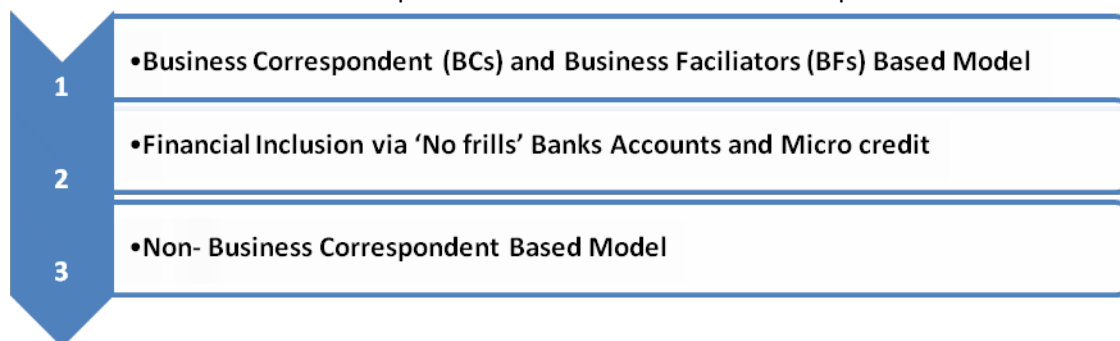 1
•Business Correspondent (BCs) and Business Faciliators (BFs) Based Model
2
•Financial Inclusion via ‘No frills’ Banks Accounts and Micro credit
3
•Non- Business Correspondent Based Model